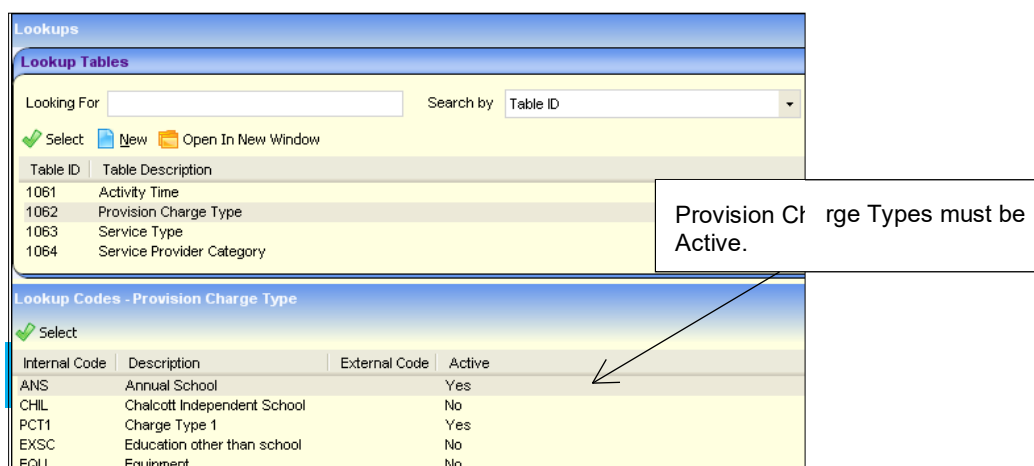 Lookups
Lookup Tables
Looking For Search by Table ID
Select New Open In New Window
Table ID Table Description
1061 Activity Time
1062 Provision Charge Type
1063 Service Type
1064 Service Provider Category
Provision Ch rge Types must be
Active.
Lookup Codes - Provision Charge Type
Select
Internal Code Description External Code Active
ANS Annual School Yes
CHIL Chalcott Independent School No
PCT1 Charge Type 1 Yes
EXSC Education other than school No
EQU Equipment No